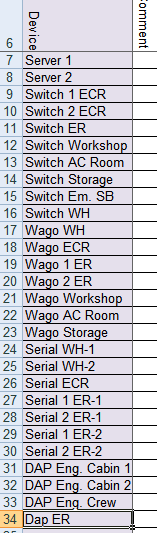 6 Device Comment
7 Server 1
8 Server 2
9 Switch 1 ECR
10 Switch 2 ECR
11 Switch ER
12 Switch Workshop
13 Switch AC Room
14 Switch Storage
15 Switch Em. SB
16 Switch WH
17 Wago WH
18 Wago ECR
19 Wago 1 ER
20 Wago 2 ER
21 Wago Workshop
22 Wago AC Room
23 Wago Storage
24 Serial WH-1
25 Serial WH-2
26 Serial ECR
27 Serial 1 ER-1
28 Serial 2 ER-1
29 Serial 1 ER-2
30 Serial 2 ER-2
31 DAP Eng. Cabin 1
32 DAP Eng. Cabin 2
33 DAP Eng. Crew
34 Dap ER